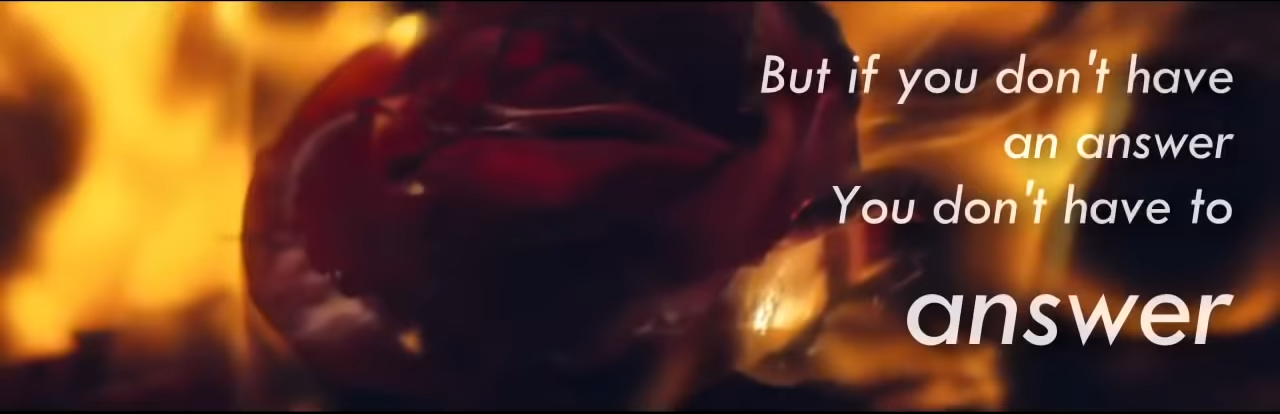 But if you don't have
an answer
You don't have to
answer